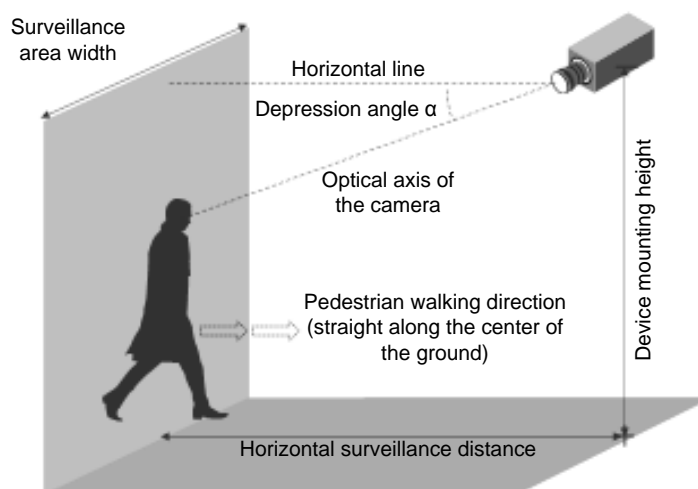 Surveillance
area width
Horizontal line
Depression angle α
Optical axis of
the camera
Pedestrian walking direction
(straight along the center of
the ground)
Device mounting height
Horizontal surveillance distance